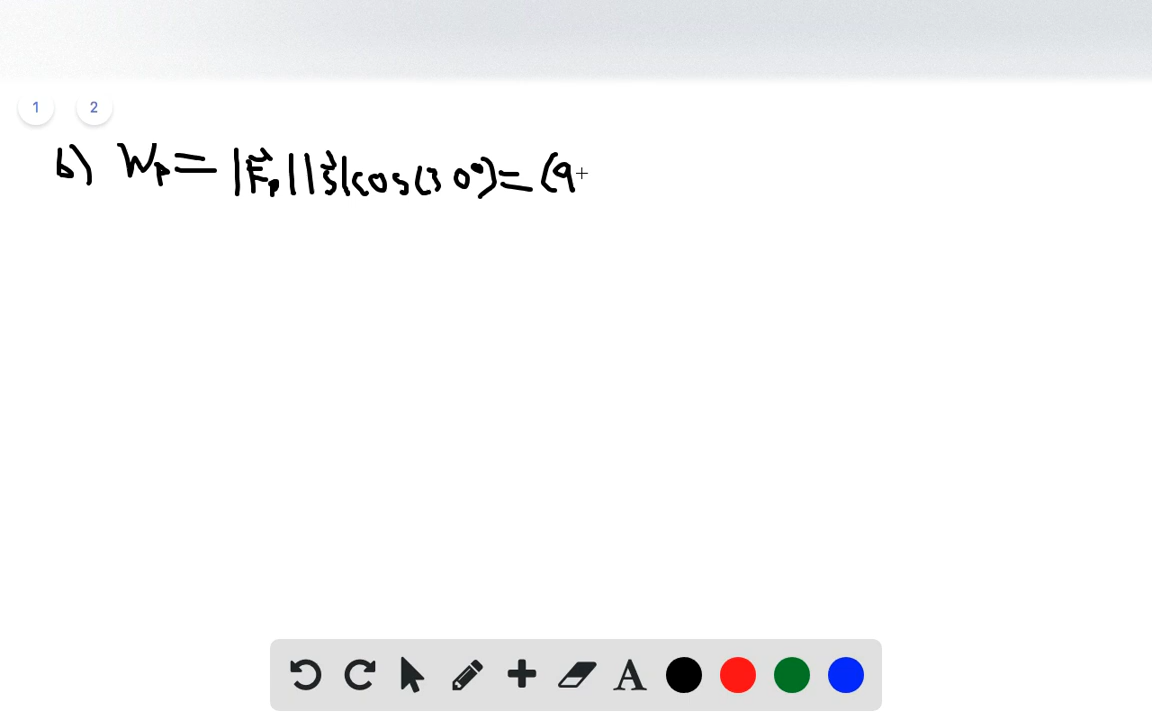 1 2
b) Wₚ = |F⃗ₚ||s⃗|cos(30°) = (9
A